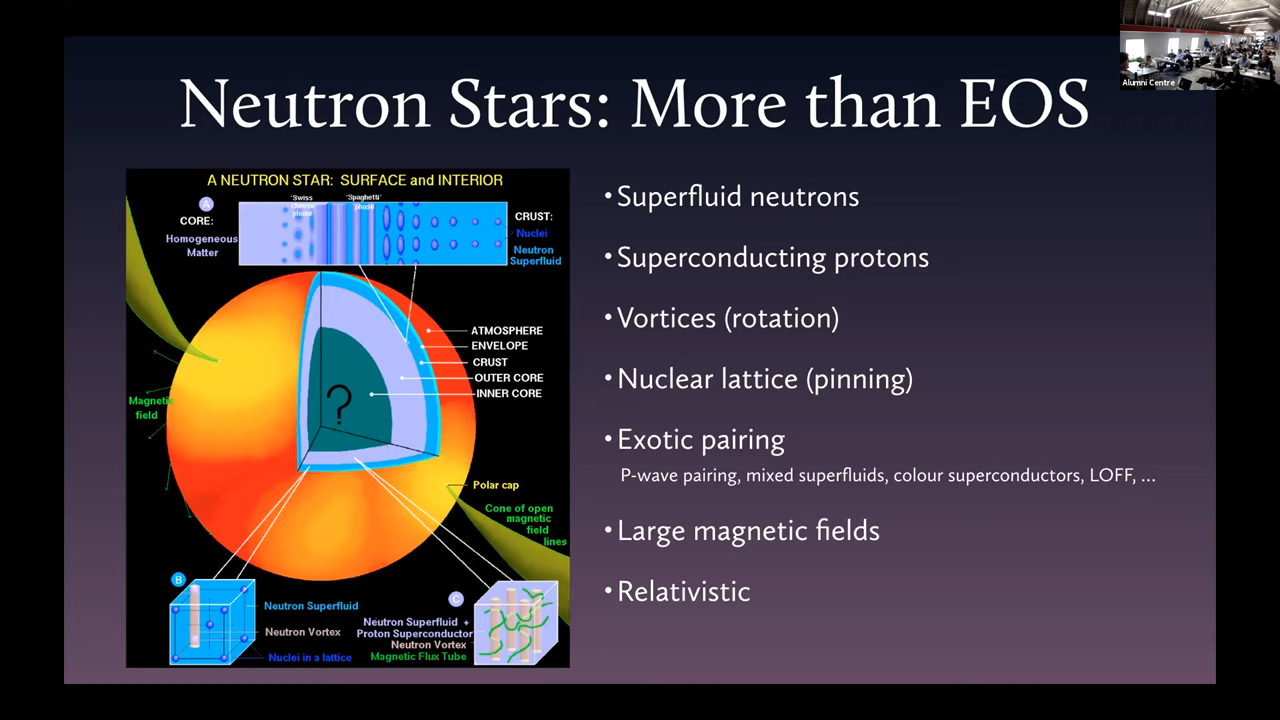 Alumni Centre
Neutron Stars: More than EOS
A NEUTRON STAR: SURFACE and INTERIOR
'Swiss cheese' phase
'Spaghetti' phase
A
CORE:
Homogeneous
Matter
CRUST:
Nuclei
Neutron
Superfluid
ATMOSPHERE
ENVELOPE
CRUST
OUTER CORE
INNER CORE
?
Magnetic
field
Polar cap
Cone of open
magnetic
field
lines
B
Neutron Superfluid
Neutron Vortex
Nuclei in a lattice
C
Neutron Superfluid +
Proton Superconductor
Neutron Vortex
Magnetic Flux Tube
• Superfluid neutrons
• Superconducting protons
• Vortices (rotation)
• Nuclear lattice (pinning)
• Exotic pairing
P-wave pairing, mixed superfluids, colour superconductors, LOFF, ...
• Large magnetic fields
• Relativistic